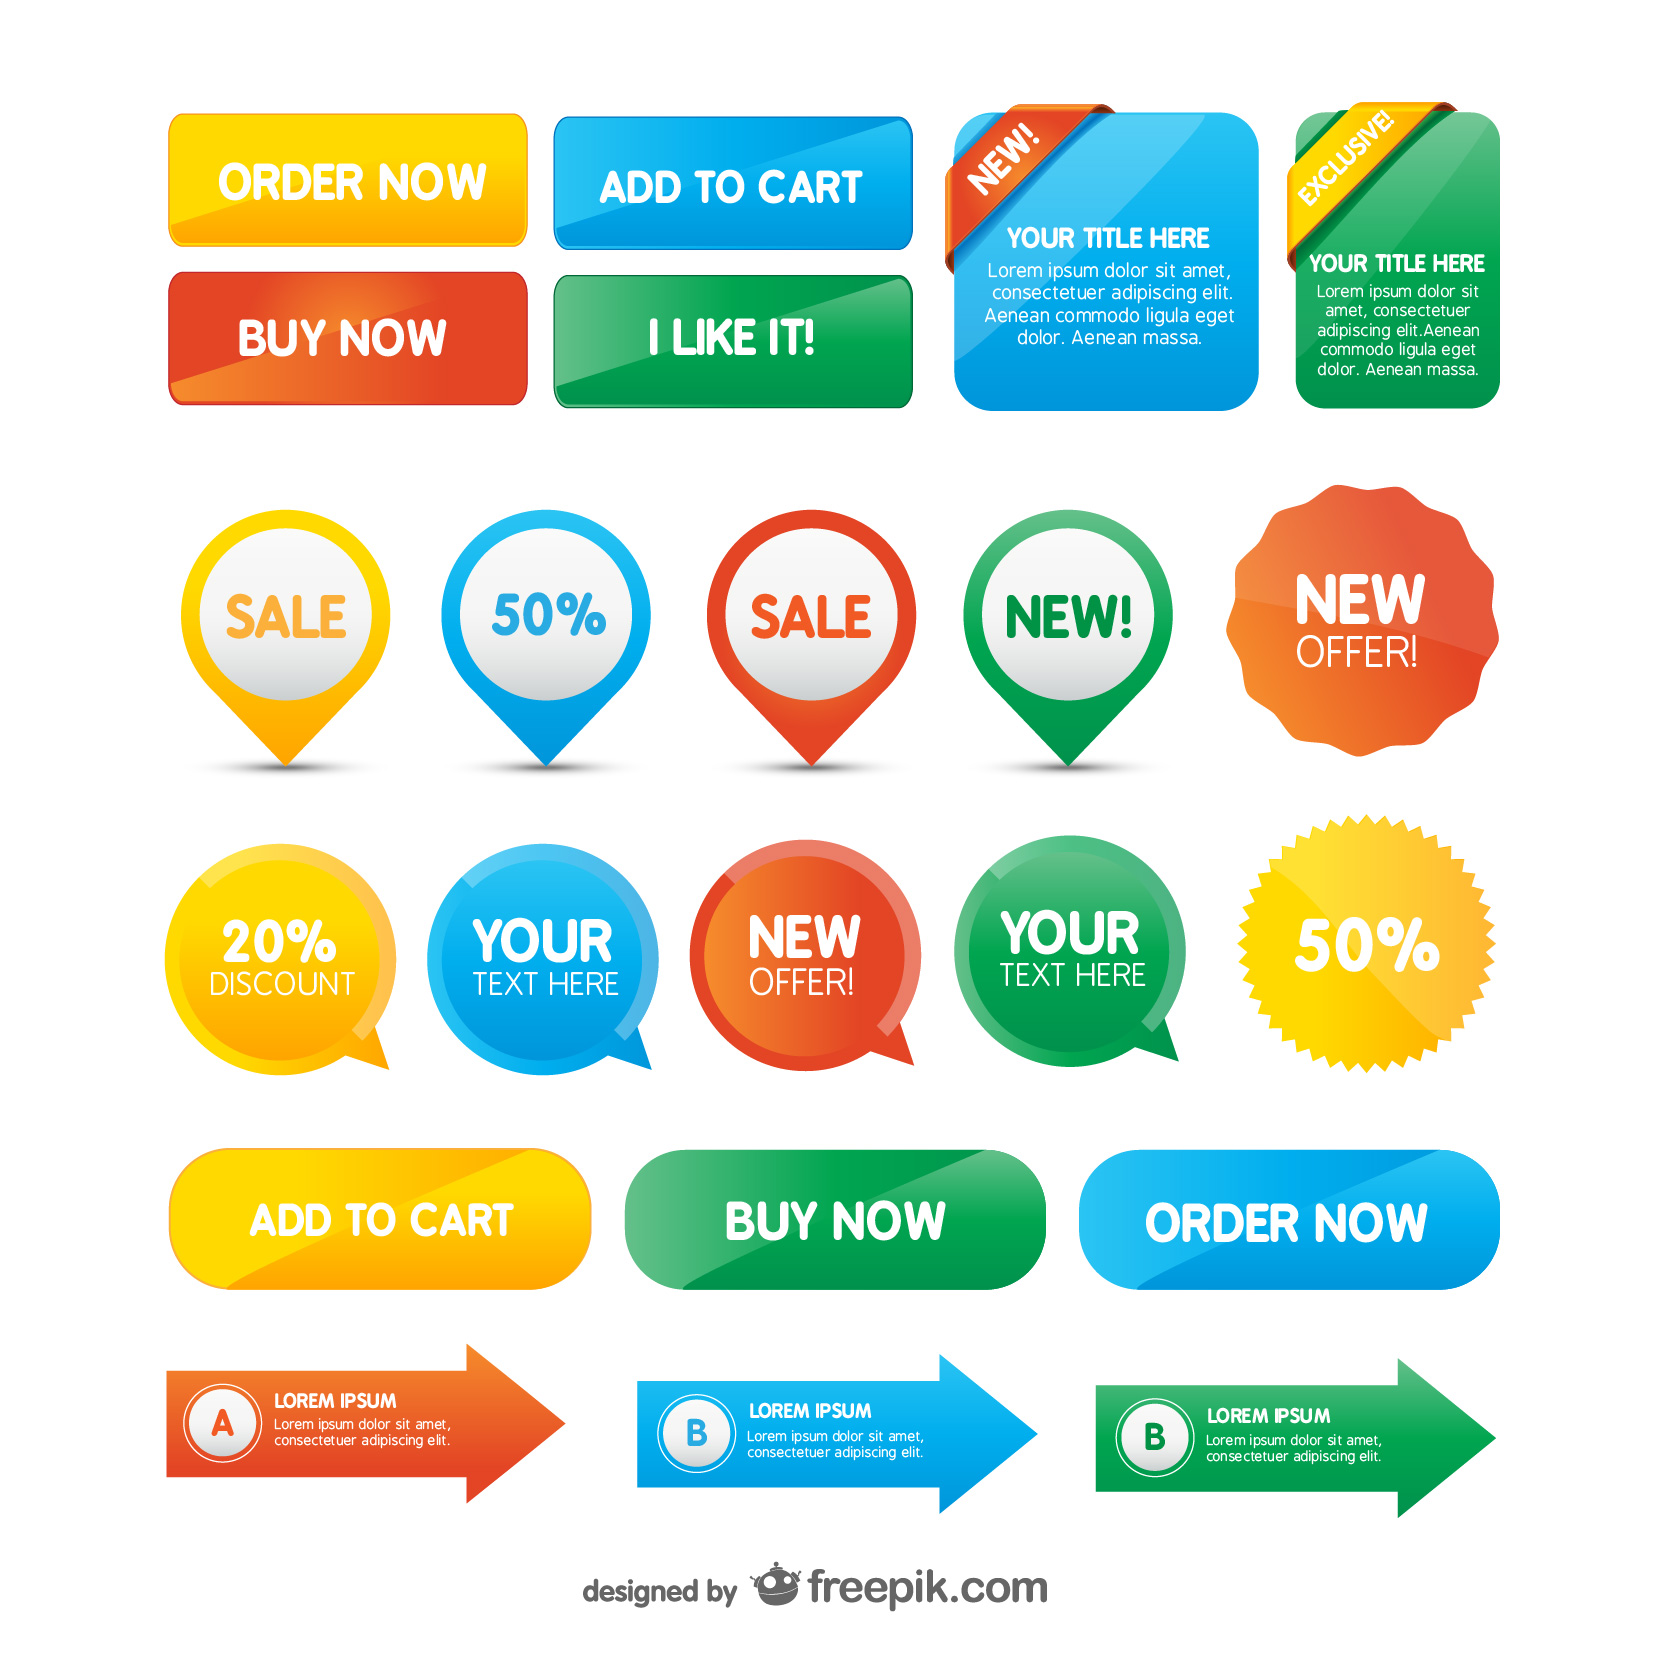 ORDER NOW
ADD TO CART
BUY NOW
I LIKE IT!
NEW!
YOUR TITLE HERE
Lorem ipsum dolor sit amet,
consectetuer adipiscing elit.
Aenean commodo ligula eget
dolor. Aenean massa.
EXCLUSIVE!
YOUR TITLE HERE
Lorem ipsum dolor sit
amet, consectetuer
adipiscing elit.Aenean
commodo ligula eget
dolor. Aenean massa.
SALE
50%
SALE
NEW!
NEW
OFFER!
20%
DISCOUNT
YOUR
TEXT HERE
NEW
OFFER!
YOUR
TEXT HERE
50%
ADD TO CART
BUY NOW
ORDER NOW
A
LOREM IPSUM
Lorem ipsum dolor sit amet,
consectetuer adipiscing elit.
B
LOREM IPSUM
Lorem ipsum dolor sit amet,
consectetuer adipiscing elit.
B
LOREM IPSUM
Lorem ipsum dolor sit amet,
consectetuer adipiscing elit.
designed by freepik.com